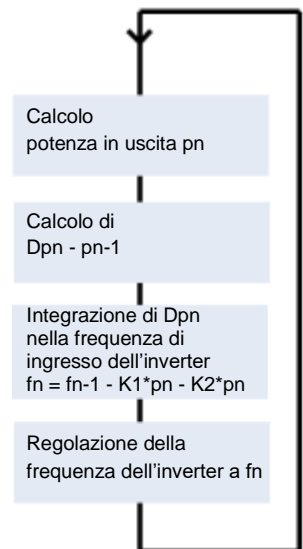 Calcolo
potenza in uscita pn
Calcolo di
Dpn - pn-1
Integrazione di Dpn
nella frequenza di
ingresso dell'inverter
fn = fn-1 - K1*pn - K2*pn
Regolazione della
frequenza dell'inverter a fn